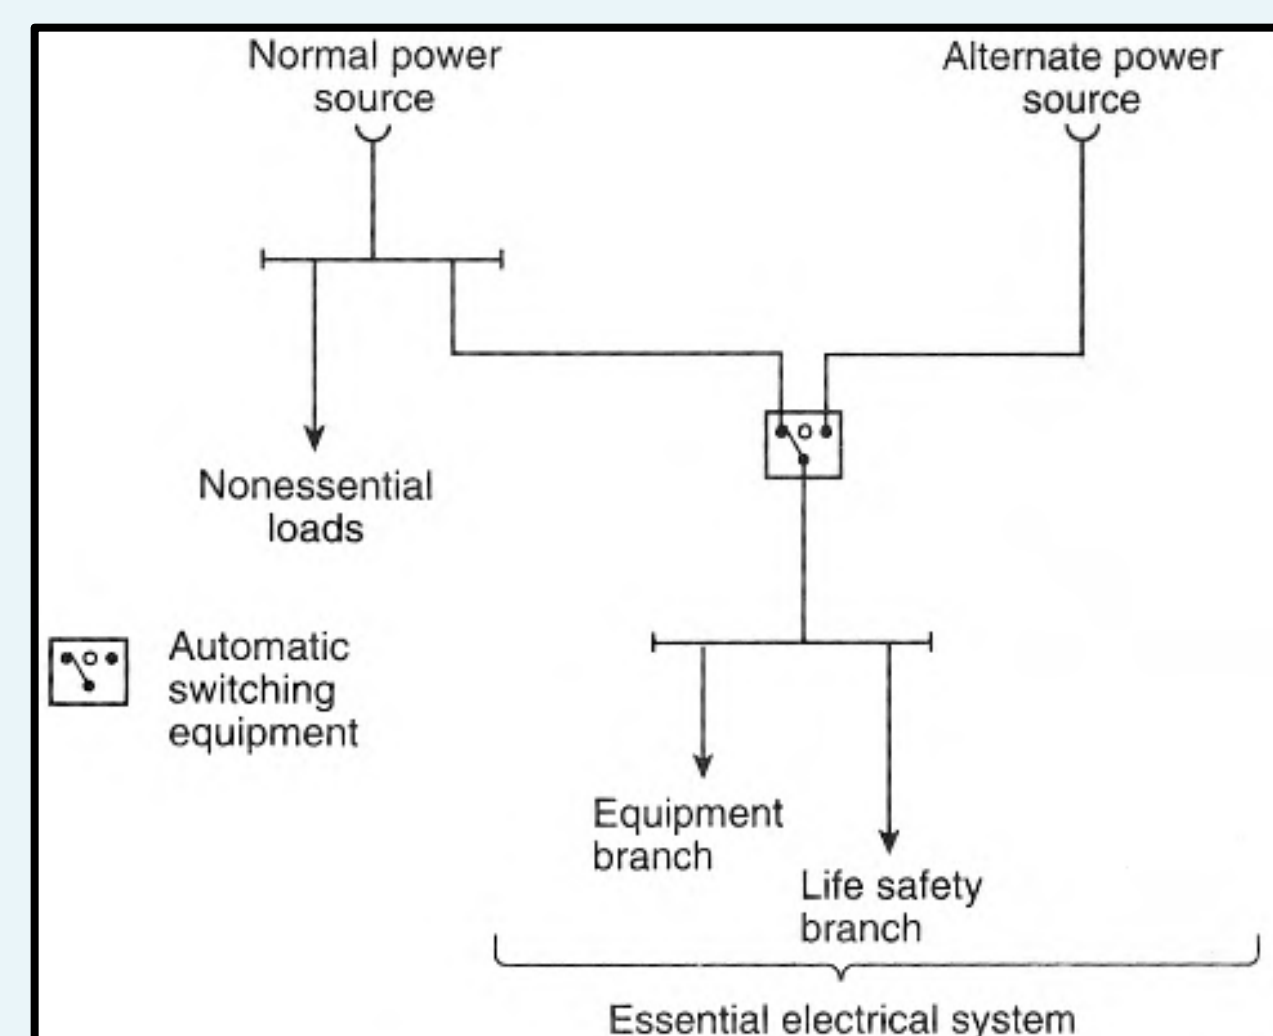 Normal power
source
Alternate power
source
Nonessential
loads
Automatic
switching
equipment
Equipment
branch
Life safety
branch
Essential electrical system